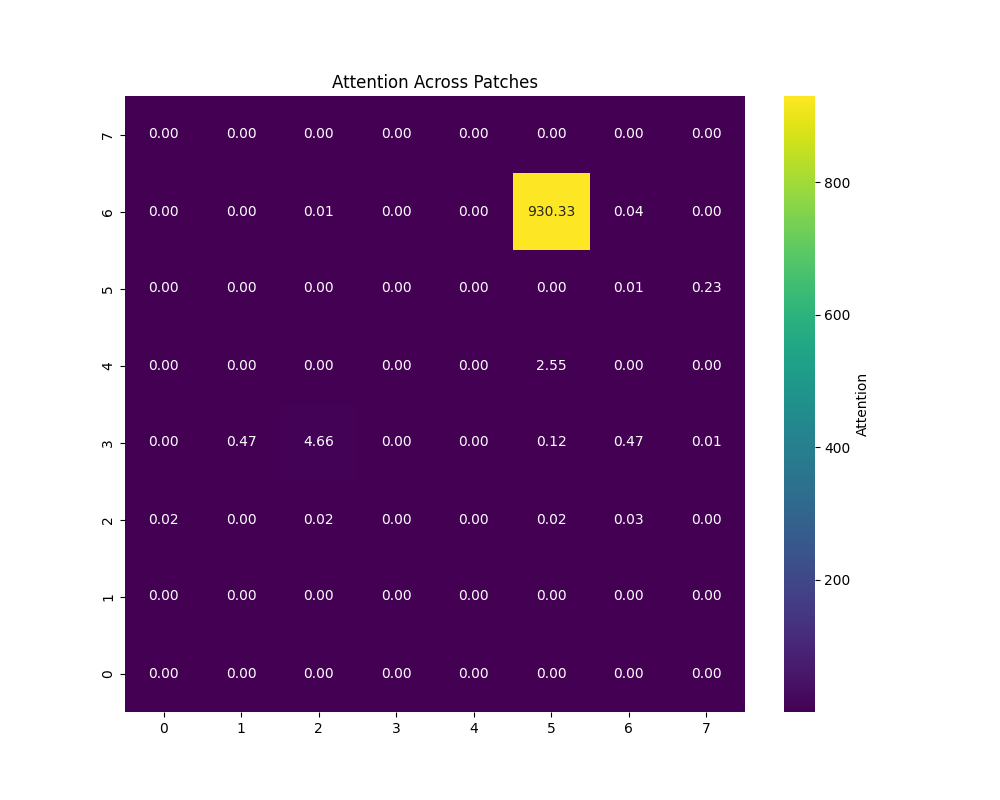 Attention Across Patches
7 0.00 0.00 0.00 0.00 0.00 0.00 0.00 0.00
6 0.00 0.00 0.01 0.00 0.00 930.33 0.04 0.00
5 0.00 0.00 0.00 0.00 0.00 0.00 0.01 0.23
4 0.00 0.00 0.00 0.00 0.00 2.55 0.00 0.00
3 0.00 0.47 4.66 0.00 0.00 0.12 0.47 0.01
2 0.02 0.00 0.02 0.00 0.00 0.02 0.03 0.00
1 0.00 0.00 0.00 0.00 0.00 0.00 0.00 0.00
0 0.00 0.00 0.00 0.00 0.00 0.00 0.00 0.00
0 1 2 3 4 5 6 7
800
600
400
200
Attention